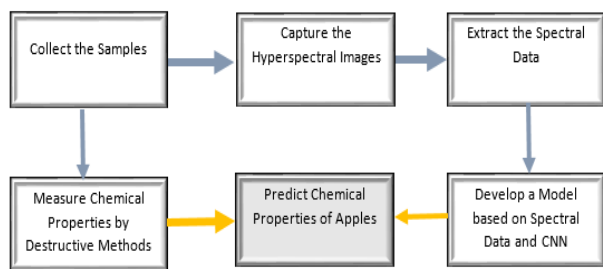 Collect the Samples
Capture the
Hyperspectral Images
Extract the Spectral
Data
Measure Chemical
Properties by
Destructive Methods
Predict Chemical
Properties of Apples
Develop a Model
based on Spectral
Data and CNN